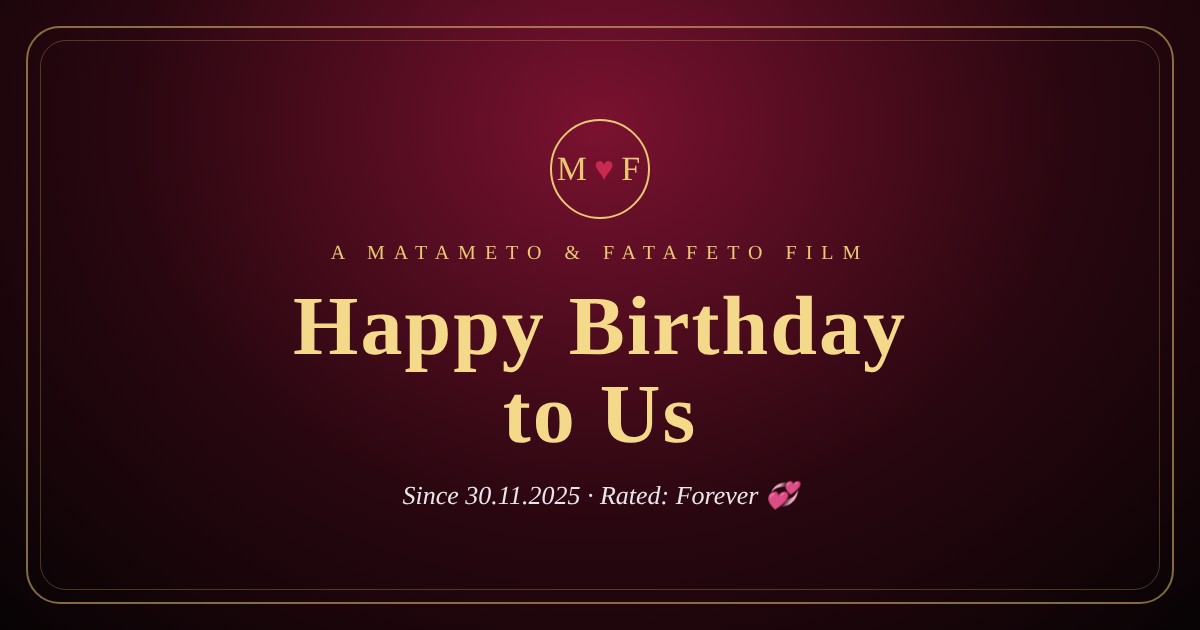 M ♥ F
A MATAMETO & FATAFETO FILM
Happy Birthday
to Us
Since 30.11.2025 · Rated: Forever 💞